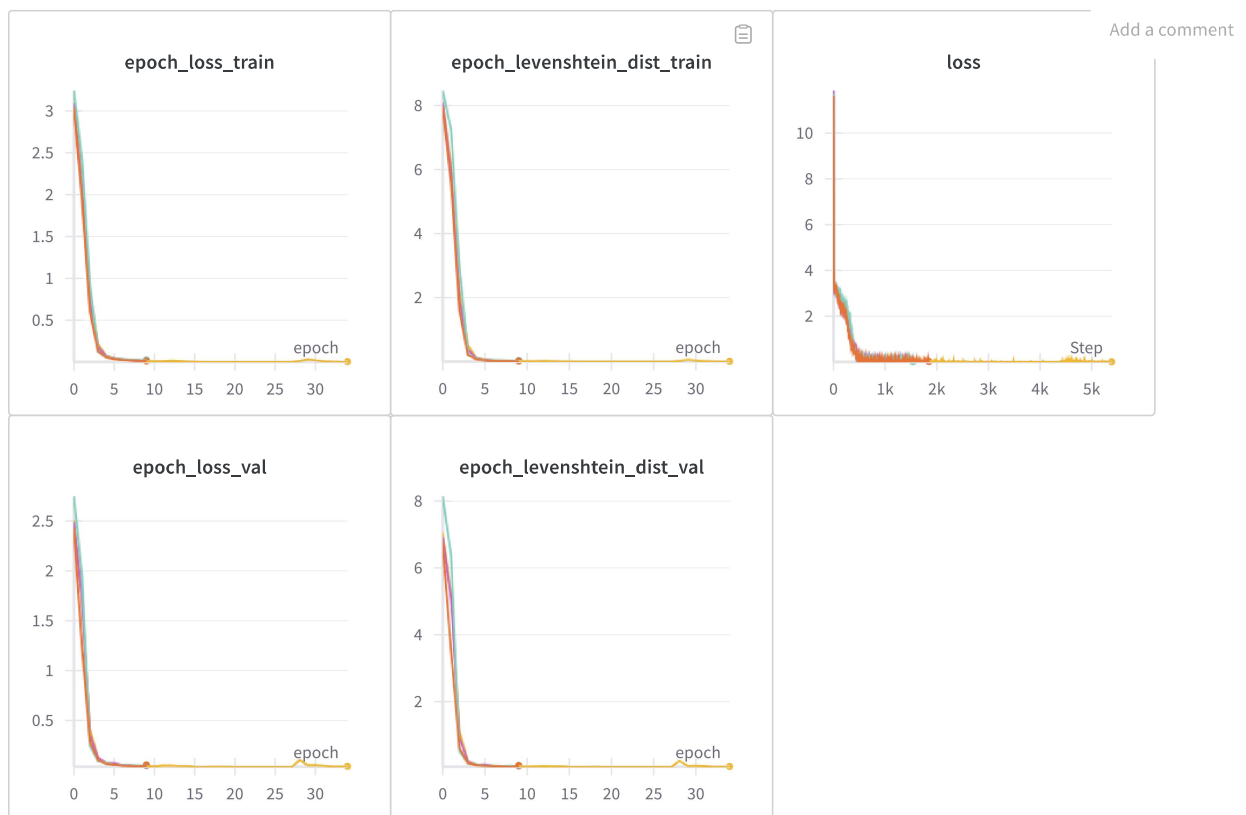 Add a comment
epoch_loss_train
3
2.5
2
1.5
1
0.5
epoch
0 5 10 15 20 25 30
epoch_levenshtein_dist_train
8
6
4
2
epoch
0 5 10 15 20 25 30
loss
10
8
6
4
2
Step
0 1k 2k 3k 4k 5k
epoch_loss_val
2.5
2
1.5
1
0.5
epoch
0 5 10 15 20 25 30
epoch_levenshtein_dist_val
8
6
4
2
epoch
0 5 10 15 20 25 30